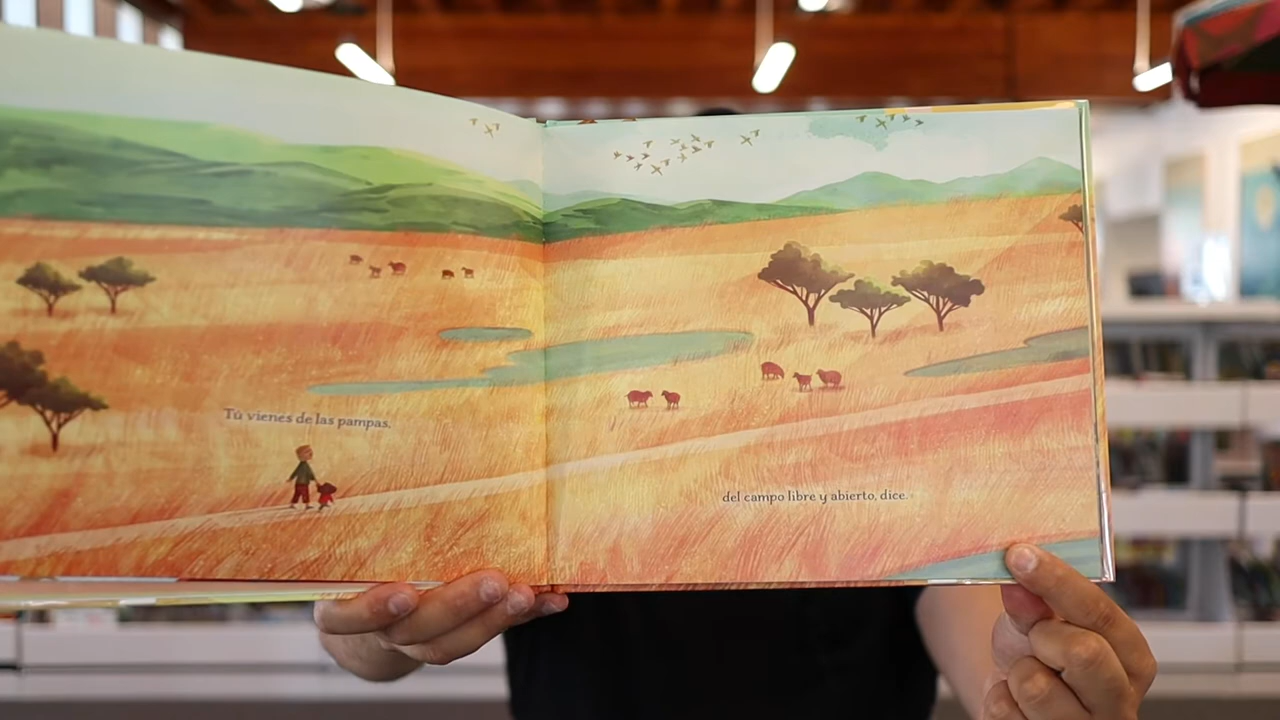 Tú vienes de las pampas,
del campo libre y abierto, dice.